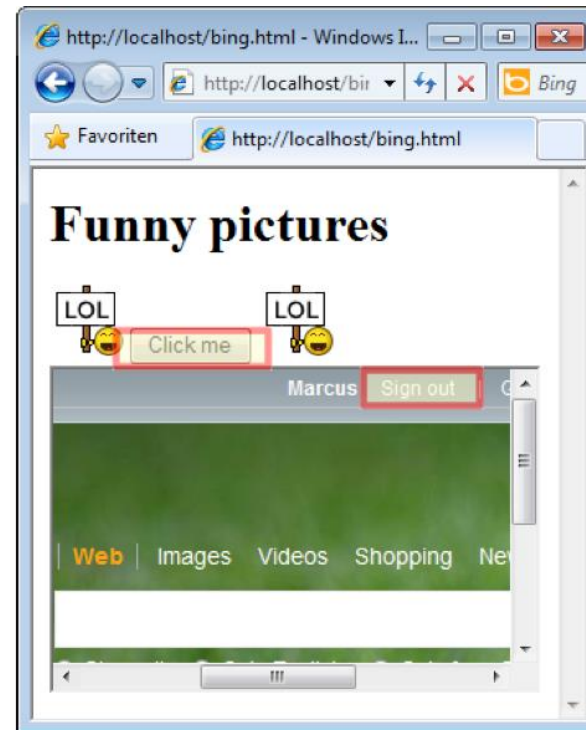 http://localhost/bing.html - Windows I...
http://localhost/bir
Bing
Favoriten
http://localhost/bing.html
Funny pictures
LOL
LOL
Click me
Marcus Sign out
Web | Images Videos Shopping